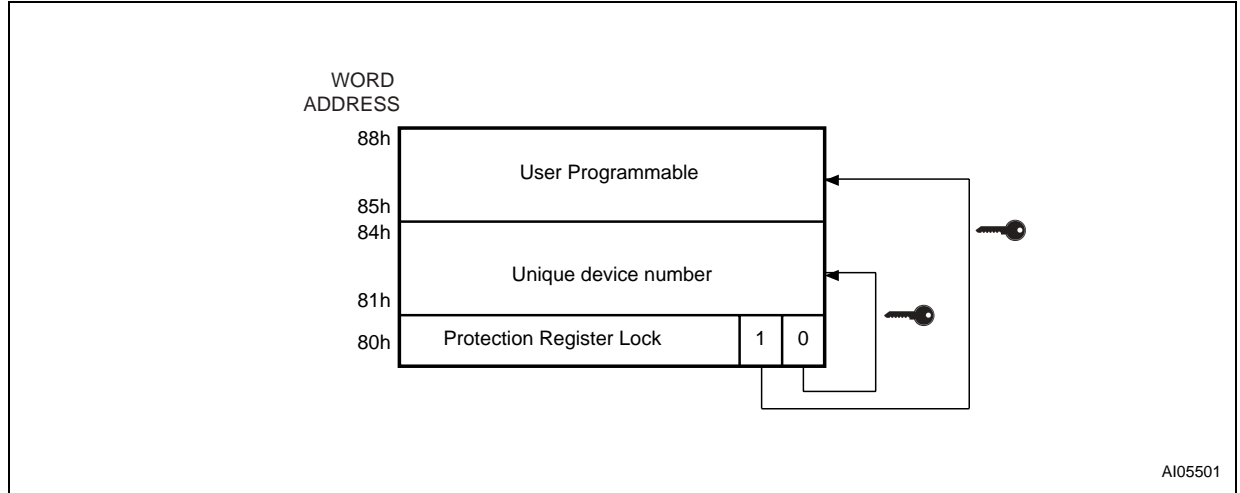 WORD
ADDRESS
88h
User Programmable
85h
84h
Unique device number
81h
80h
Protection Register Lock
1
0
AI05501